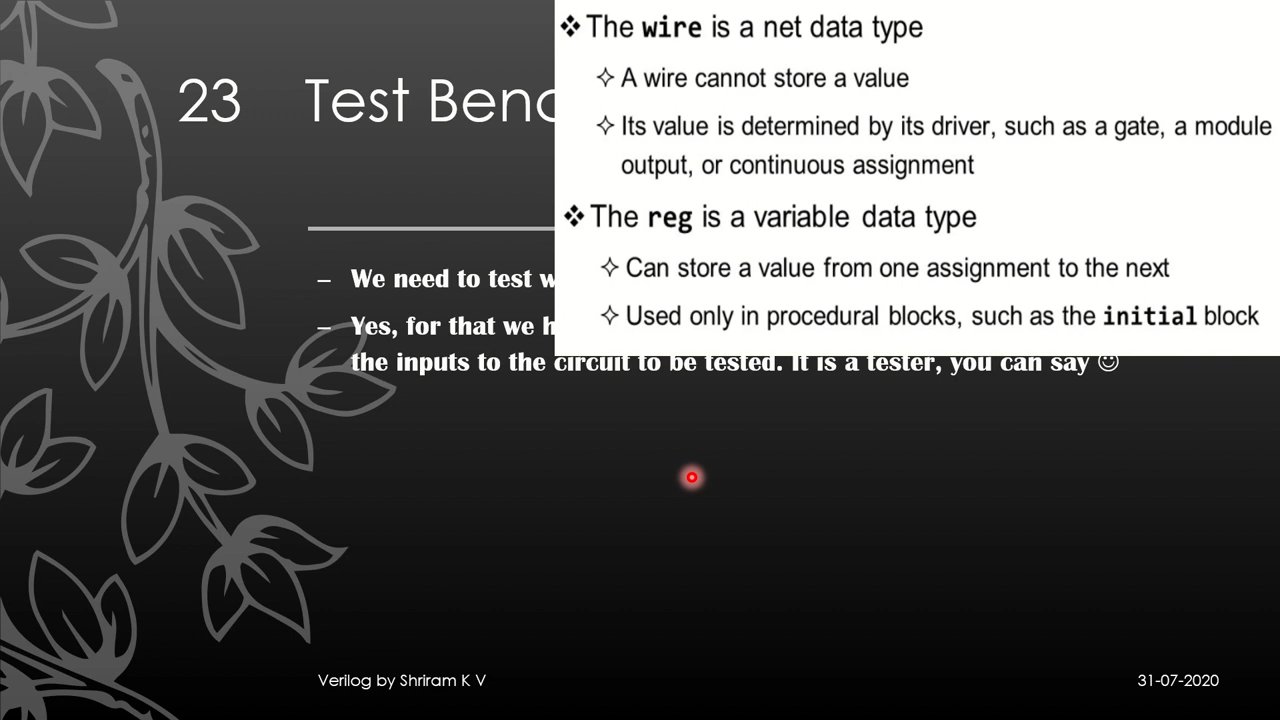 23 Test Benc
– We need to test w
– Yes, for that we h
the inputs to the circuit to be tested. It is a tester, you can say ☺
❖ The wire is a net data type
✧ A wire cannot store a value
✧ Its value is determined by its driver, such as a gate, a module
output, or continuous assignment
❖ The reg is a variable data type
✧ Can store a value from one assignment to the next
✧ Used only in procedural blocks, such as the initial block
Verilog by Shriram K V
31-07-2020